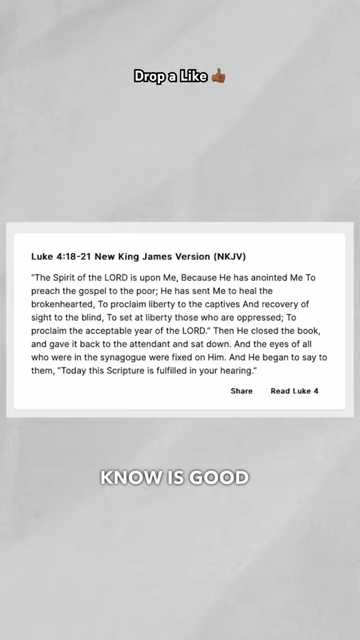 Drop a Like 👍🏾
Luke 4:18-21 New King James Version (NKJV)
“The Spirit of the LORD is upon Me, Because He has anointed Me To
preach the gospel to the poor; He has sent Me to heal the
brokenhearted, To proclaim liberty to the captives And recovery of
sight to the blind, To set at liberty those who are oppressed; To
proclaim the acceptable year of the LORD.” Then He closed the book,
and gave it back to the attendant and sat down. And the eyes of all
who were in the synagogue were fixed on Him. And He began to say to
them, “Today this Scripture is fulfilled in your hearing.”
Share Read Luke 4
KNOW IS GOOD